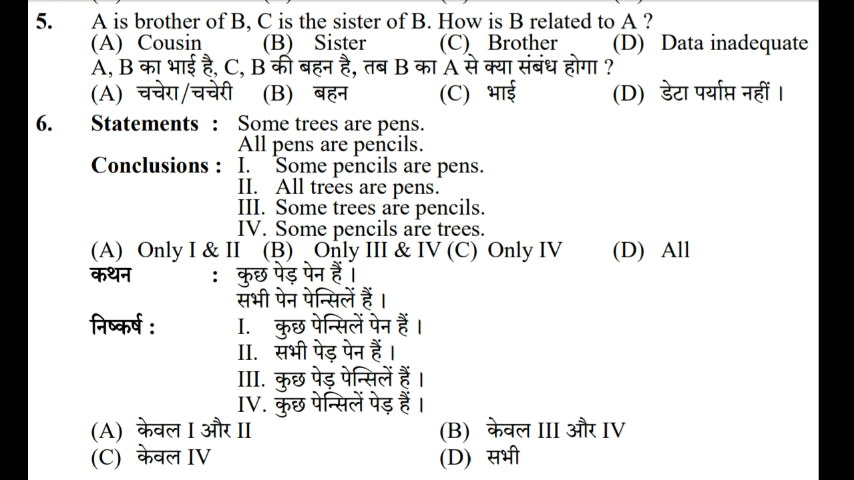 5. A is brother of B, C is the sister of B. How is B related to A ?
(A) Cousin (B) Sister (C) Brother (D) Data inadequate
A, B का भाई है, C, B की बहन है, तब B का A से क्या संबंध होगा ?
(A) चचेरा/चचेरी (B) बहन (C) भाई (D) डेटा पर्याप्त नहीं ।
6. Statements : Some trees are pens.
All pens are pencils.
Conclusions : I. Some pencils are pens.
II. All trees are pens.
III. Some trees are pencils.
IV. Some pencils are trees.
(A) Only I & II (B) Only III & IV (C) Only IV (D) All
कथन : कुछ पेड़ पेन हैं ।
सभी पेन पेन्सिलें हैं ।
निष्कर्ष : I. कुछ पेन्सिलें पेन हैं ।
II. सभी पेड़ पेन हैं ।
III. कुछ पेड़ पेन्सिलें हैं ।
IV. कुछ पेन्सिलें पेड़ हैं ।
(A) केवल I और II (B) केवल III और IV
(C) केवल IV (D) सभी